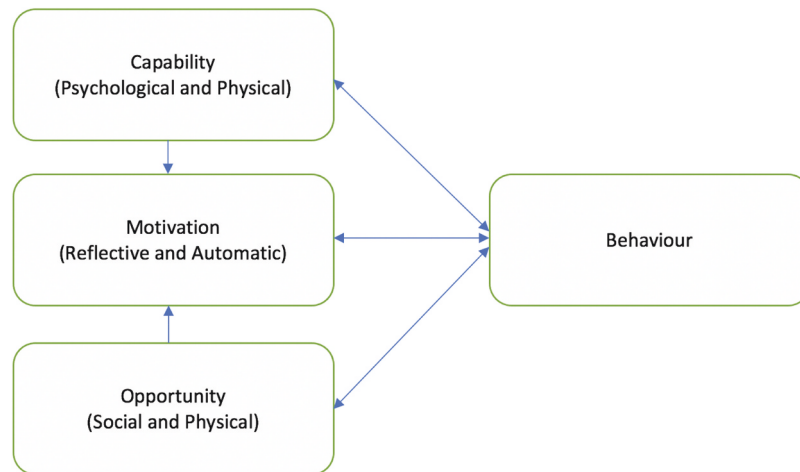 Capability
(Psychological and Physical)
Motivation
(Reflective and Automatic)
Behaviour
Opportunity
(Social and Physical)